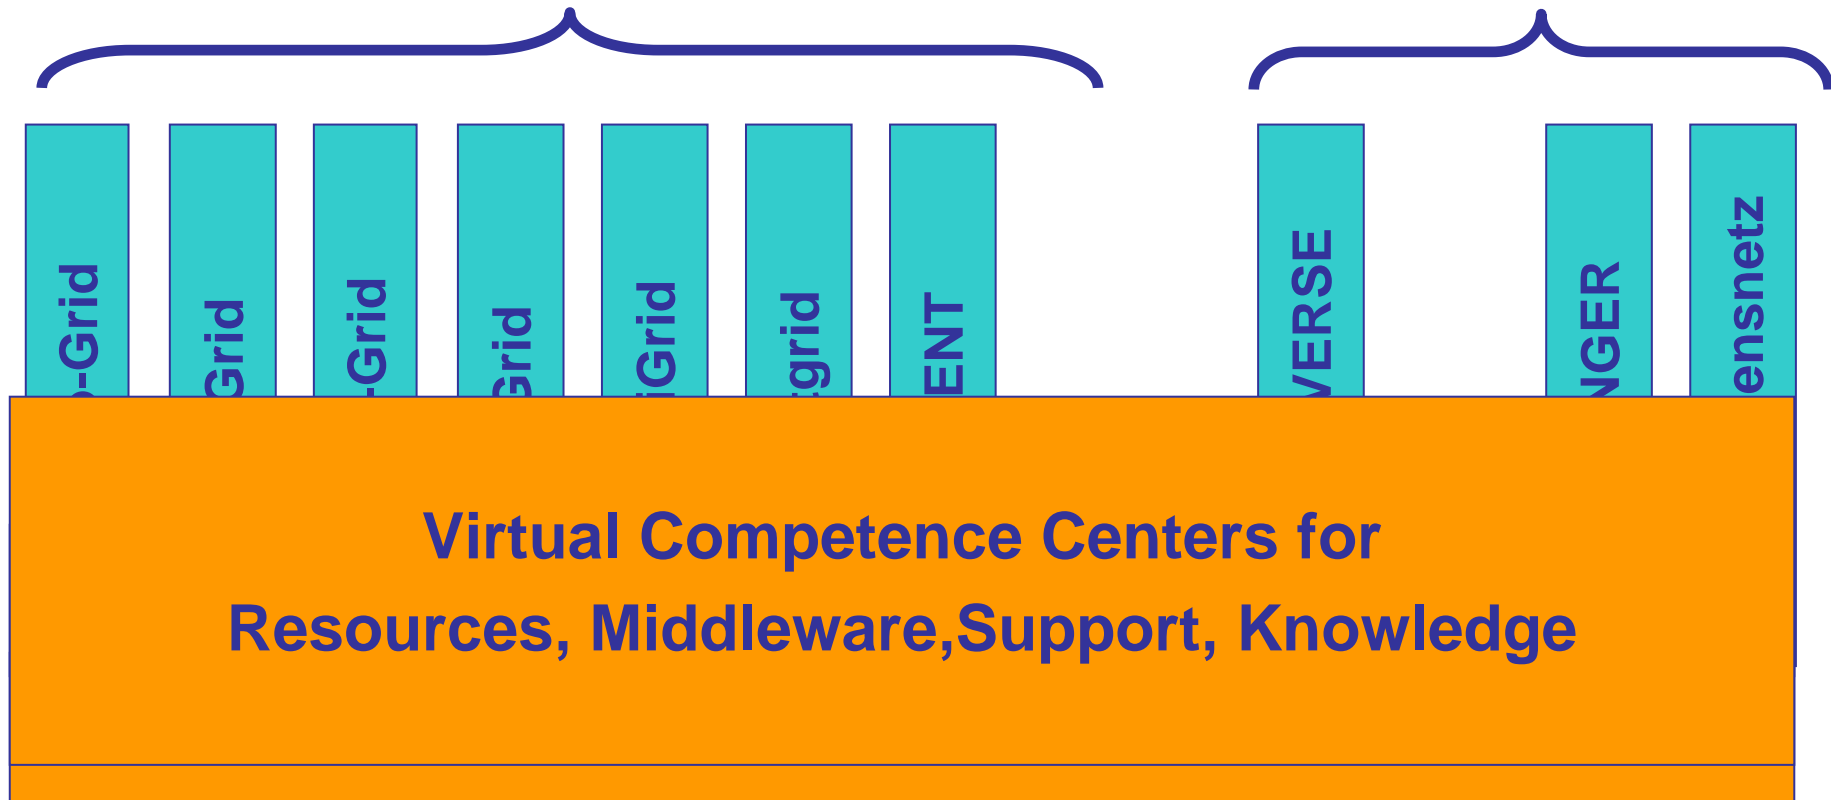 -Grid
Grid
-Grid
Grid
iGrid
grid
ENT
VERSE
NGER
ensnetz
Virtual Competence Centers for
Resources, Middleware,Support, Knowledge